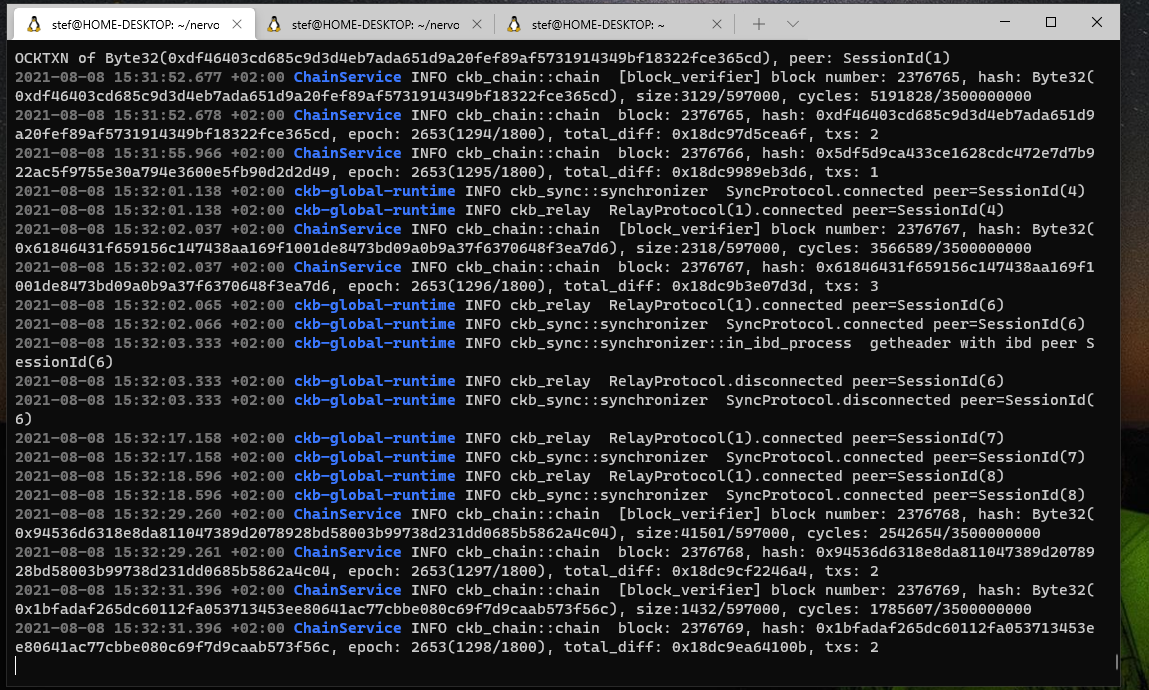 stef@HOME-DESKTOP: ~/nervo
stef@HOME-DESKTOP: ~/nervo
stef@HOME-DESKTOP: ~
OCKTXN of Byte32(0xdf46403cd685c9d3d4eb7ada651d9a20fef89af5731914349bf18322fce365cd), peer: SessionId(1)
2021-08-08 15:31:52.677 +02:00 ChainService INFO ckb_chain::chain  [block_verifier] block number: 2376765, hash: Byte32(
0xdf46403cd685c9d3d4eb7ada651d9a20fef89af5731914349bf18322fce365cd), size:3129/597000, cycles: 5191828/3500000000
2021-08-08 15:31:52.678 +02:00 ChainService INFO ckb_chain::chain  block: 2376765, hash: 0xdf46403cd685c9d3d4eb7ada651d9
a20fef89af5731914349bf18322fce365cd, epoch: 2653(1294/1800), total_diff: 0x18dc97d5cea6f, txs: 2
2021-08-08 15:31:55.966 +02:00 ChainService INFO ckb_chain::chain  block: 2376766, hash: 0x5df5d9ca433ce1628cdc472e7d7b9
22ac5f9755e30a794e3600e5fb90d2d2d49, epoch: 2653(1295/1800), total_diff: 0x18dc9989eb3d6, txs: 1
2021-08-08 15:32:01.138 +02:00 ckb-global-runtime INFO ckb_sync::synchronizer  SyncProtocol.connected peer=SessionId(4)
2021-08-08 15:32:01.138 +02:00 ckb-global-runtime INFO ckb_relay  RelayProtocol(1).connected peer=SessionId(4)
2021-08-08 15:32:02.037 +02:00 ChainService INFO ckb_chain::chain  [block_verifier] block number: 2376767, hash: Byte32(
0x61846431f659156c147438aa169f1001de8473bd09a0b9a37f6370648f3ea7d6), size:2318/597000, cycles: 3566589/3500000000
2021-08-08 15:32:02.037 +02:00 ChainService INFO ckb_chain::chain  block: 2376767, hash: 0x61846431f659156c147438aa169f1
001de8473bd09a0b9a37f6370648f3ea7d6, epoch: 2653(1296/1800), total_diff: 0x18dc9b3e07d3d, txs: 3
2021-08-08 15:32:02.065 +02:00 ckb-global-runtime INFO ckb_relay  RelayProtocol(1).connected peer=SessionId(6)
2021-08-08 15:32:02.066 +02:00 ckb-global-runtime INFO ckb_sync::synchronizer  SyncProtocol.connected peer=SessionId(6)
2021-08-08 15:32:03.333 +02:00 ckb-global-runtime INFO ckb_sync::synchronizer::in_ibd_process  getheader with ibd peer S
essionId(6)
2021-08-08 15:32:03.333 +02:00 ckb-global-runtime INFO ckb_relay  RelayProtocol.disconnected peer=SessionId(6)
2021-08-08 15:32:03.333 +02:00 ckb-global-runtime INFO ckb_sync::synchronizer  SyncProtocol.disconnected peer=SessionId(
6)
2021-08-08 15:32:17.158 +02:00 ckb-global-runtime INFO ckb_relay  RelayProtocol(1).connected peer=SessionId(7)
2021-08-08 15:32:17.158 +02:00 ckb-global-runtime INFO ckb_sync::synchronizer  SyncProtocol.connected peer=SessionId(7)
2021-08-08 15:32:18.596 +02:00 ckb-global-runtime INFO ckb_relay  RelayProtocol(1).connected peer=SessionId(8)
2021-08-08 15:32:18.596 +02:00 ckb-global-runtime INFO ckb_sync::synchronizer  SyncProtocol.connected peer=SessionId(8)
2021-08-08 15:32:29.260 +02:00 ChainService INFO ckb_chain::chain  [block_verifier] block number: 2376768, hash: Byte32(
0x94536d6318e8da811047389d2078928bd58003b99738d231dd0685b5862a4c04), size:41501/597000, cycles: 2542654/3500000000
2021-08-08 15:32:29.261 +02:00 ChainService INFO ckb_chain::chain  block: 2376768, hash: 0x94536d6318e8da811047389d20789
28bd58003b99738d231dd0685b5862a4c04, epoch: 2653(1297/1800), total_diff: 0x18dc9cf2246a4, txs: 2
2021-08-08 15:32:31.396 +02:00 ChainService INFO ckb_chain::chain  [block_verifier] block number: 2376769, hash: Byte32(
0x1bfadaf265dc60112fa053713453ee80641ac77cbbe080c69f7d9caab573f56c), size:1432/597000, cycles: 1785607/3500000000
2021-08-08 15:32:31.396 +02:00 ChainService INFO ckb_chain::chain  block: 2376769, hash: 0x1bfadaf265dc60112fa053713453e
e80641ac77cbbe080c69f7d9caab573f56c, epoch: 2653(1298/1800), total_diff: 0x18dc9ea64100b, txs: 2